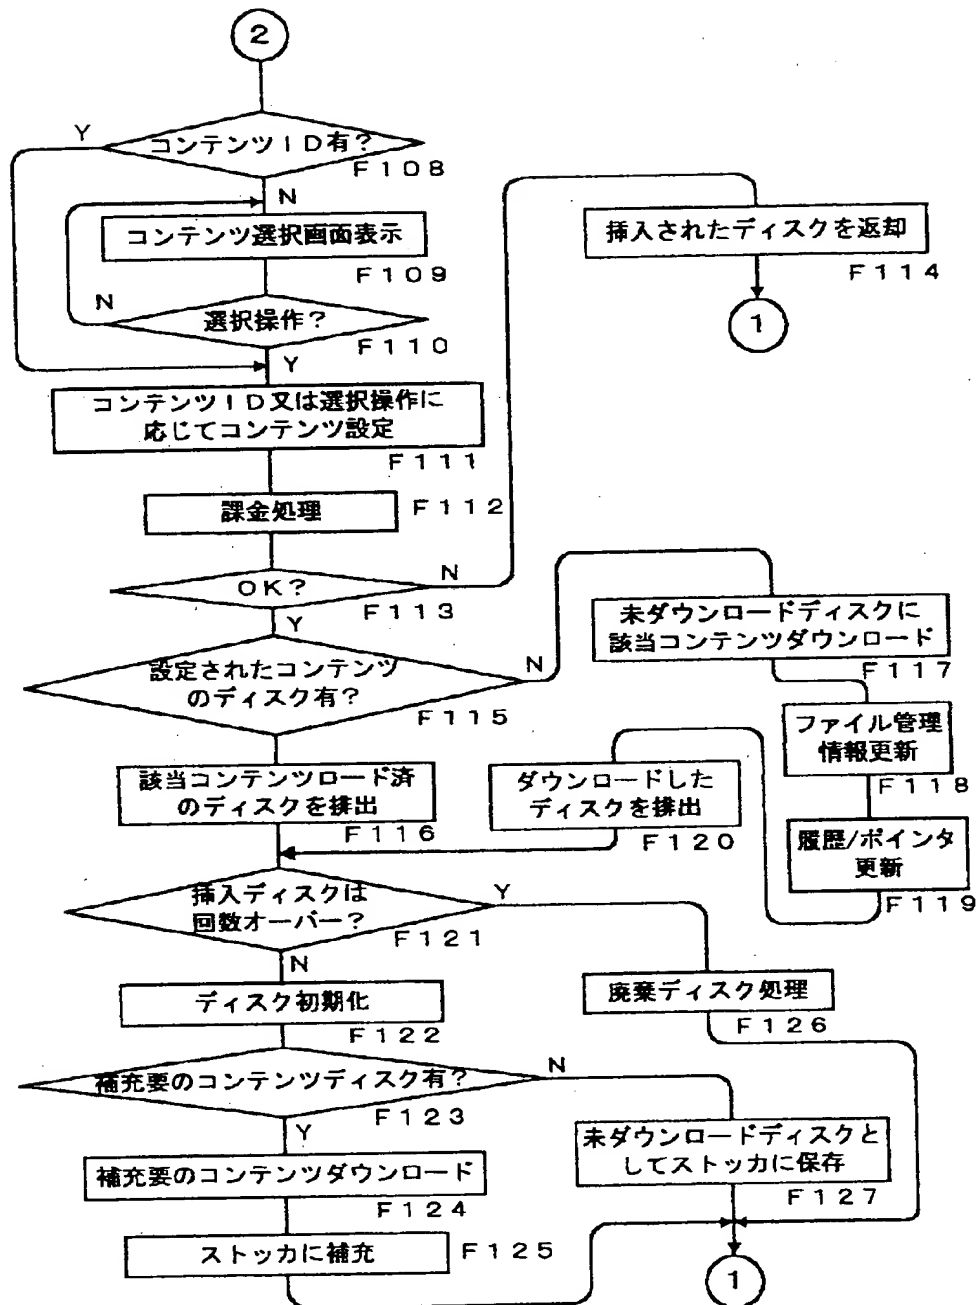 2
コンテンツID有?
Y
F108
N
コンテンツ選択画面表示
F109
N
選択操作?
F110
Y
コンテンツID又は選択操作に
応じてコンテンツ設定
F111
課金処理
F112
OK?
N
F113
Y
挿入されたディスクを返却
F114
1
設定されたコンテンツ
のディスク有?
N
F115
未ダウンロードディスクに
該当コンテンツダウンロード
F117
ファイル管理
情報更新
F118
履歴/ポインタ
更新
F119
該当コンテンツロード済
のディスクを排出
F116
ダウンロードした
ディスクを排出
F120
挿入ディスクは
回数オーバー?
Y
F121
N
ディスク初期化
F122
廃棄ディスク処理
F126
補充要のコンテンツディスク有?
N
F123
Y
補充要のコンテンツダウンロード
F124
ストッカに補充
F125
未ダウンロードディスクと
してストッカに保存
F127
1